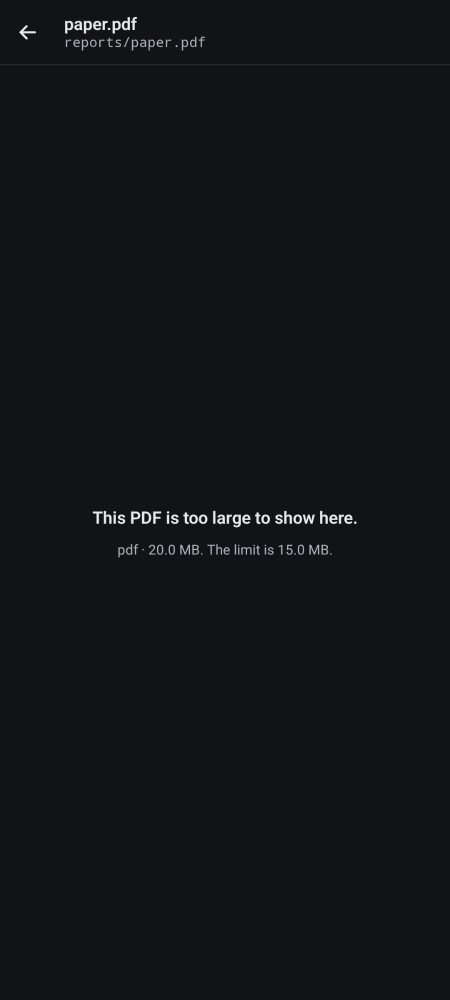 paper.pdf
reports/paper.pdf
This PDF is too large to show here.
pdf · 20.0 MB. The limit is 15.0 MB.